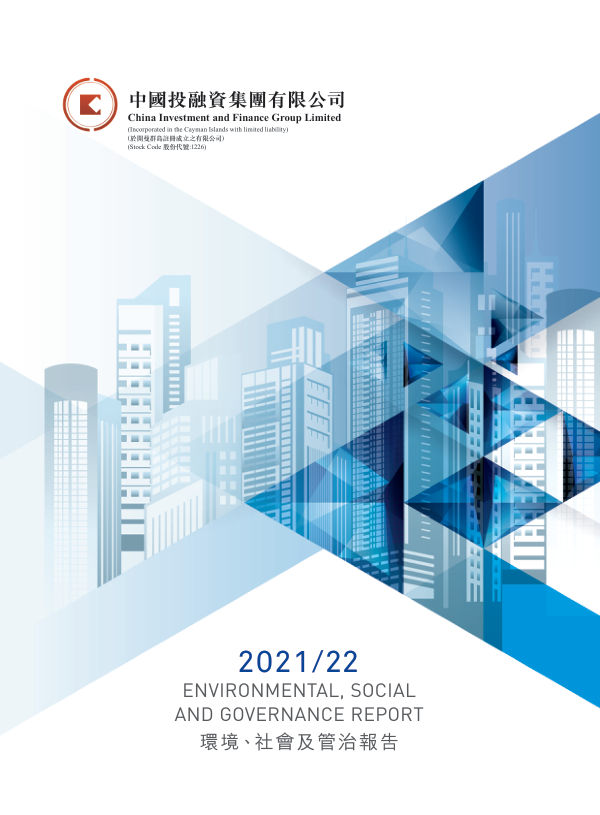 中國投融資集團有限公司
China Investment and Finance Group Limited
(Incorporated in the Cayman Islands with limited liability)
(於開曼群島註冊成立之有限公司)
(Stock Code 股份代號:1226)
2021/22
ENVIRONMENTAL, SOCIAL
AND GOVERNANCE REPORT
環境、社會及管治報告